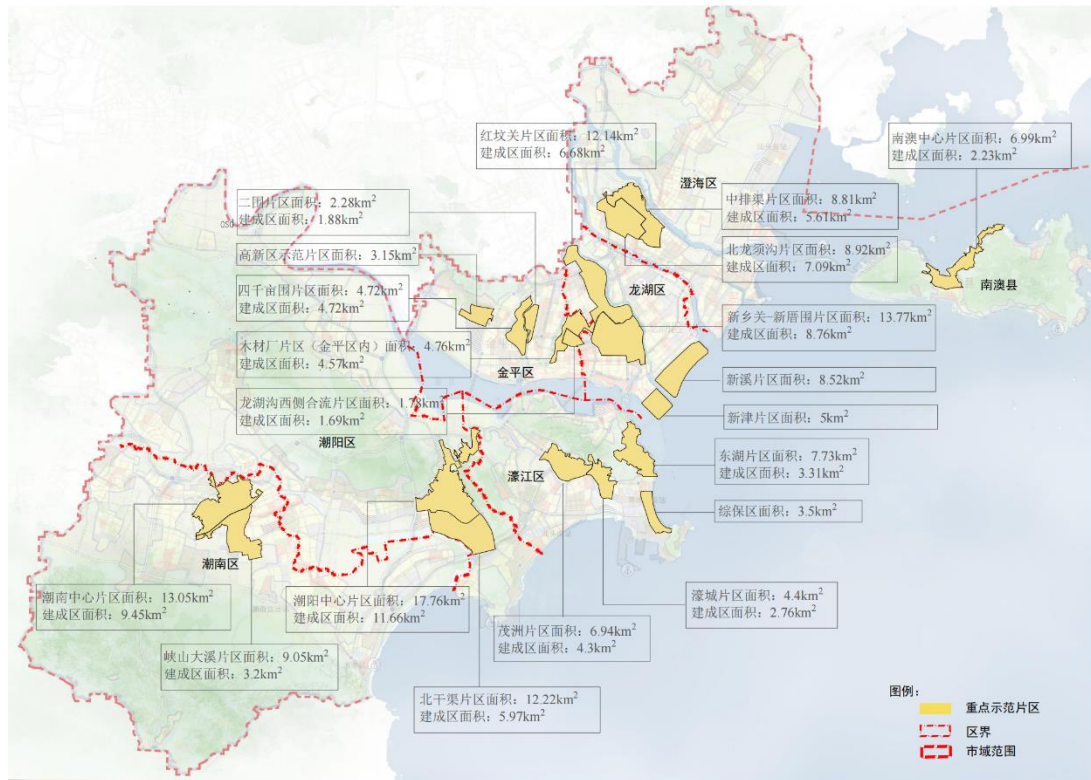 红坟关片区面积：12.14km²
建成区面积：6.68km²
南澳中心片区面积：6.99km²
建成区面积：2.23km²
澄海区
二围片区面积：2.28km²
建成区面积：1.88km²
中排渠片区面积：8.81km²
建成区面积：5.61km²
高新区示范片区面积：3.15km²
北龙须沟片区面积：8.92km²
建成区面积：7.09km²
四千亩围片区面积：4.72km²
建成区面积：4.72km²
龙湖区
南澳县
新乡关-新厝围片区面积：13.77km²
建成区面积：8.76km²
木材厂片区（金平区内）面积：4.76km²
建成区面积：4.57km²
金平区
新溪片区面积：8.52km²
龙湖沟西侧合流片区面积：1.78km²
建成区面积：1.69km²
新津片区面积：5km²
潮阳区
濠江区
东湖片区面积：7.73km²
建成区面积：3.31km²
综保区面积：3.5km²
潮南区
潮南中心片区面积：13.05km²
建成区面积：9.45km²
潮阳中心片区面积：17.76km²
建成区面积：11.66km²
濠城片区面积：4.4km²
建成区面积：2.76km²
茂洲片区面积：6.94km²
建成区面积：4.3km²
峡山大溪片区面积：9.05km²
建成区面积：3.2km²
北干渠片区面积：12.22km²
建成区面积：5.97km²
图例：
重点示范片区
区界
市域范围